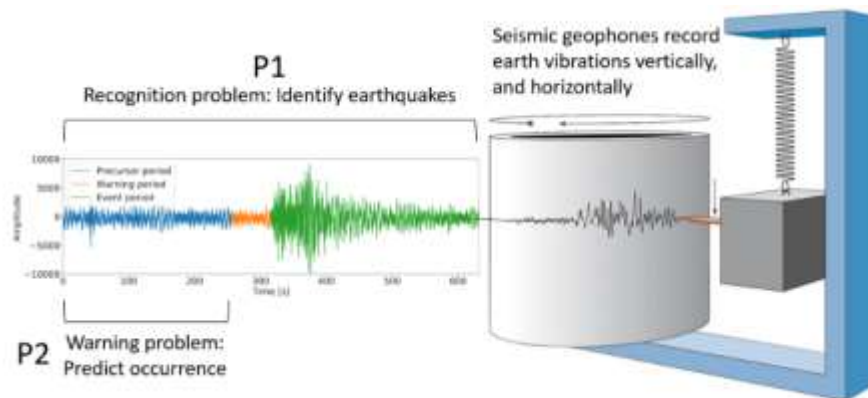 P1
Recognition problem: Identify earthquakes
Seismic geophones record
earth vibrations vertically,
and horizontally
10000
5000
0
−5000
−10000
Amplitude
Precursor period
Warning period
Event period
0
100
200
300
400
500
600
Time (s)
P2
Warning problem:
Predict occurrence